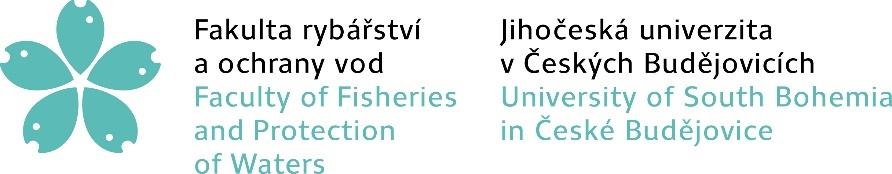 Fakulta rybářství
a ochrany vod
Faculty of Fisheries
and Protection
of Waters
Jihočeská univerzita
v Českých Budějovicích
University of South Bohemia
in České Budějovice